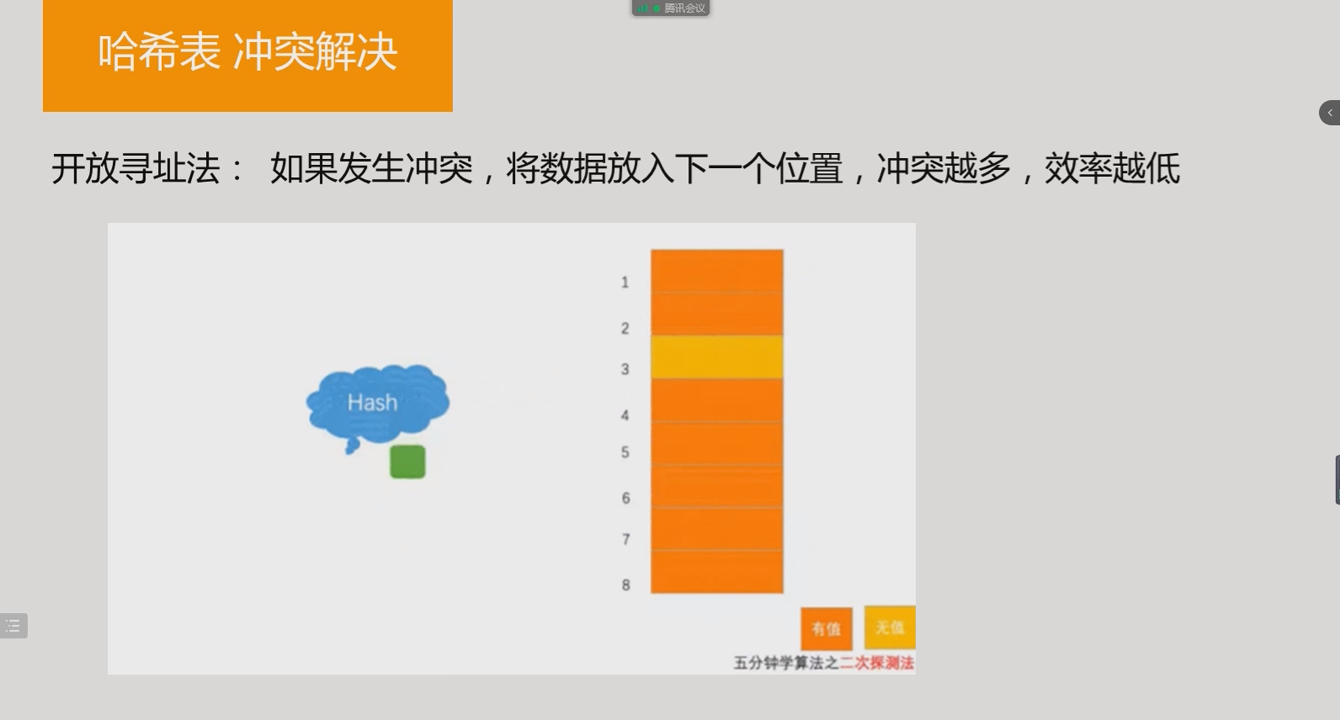 腾讯会议
哈希表 冲突解决
开放寻址法： 如果发生冲突，将数据放入下一个位置，冲突越多，效率越低
1
2
3
Hash
4
5
6
7
8
有值 无值
五分钟学算法之二次探测法